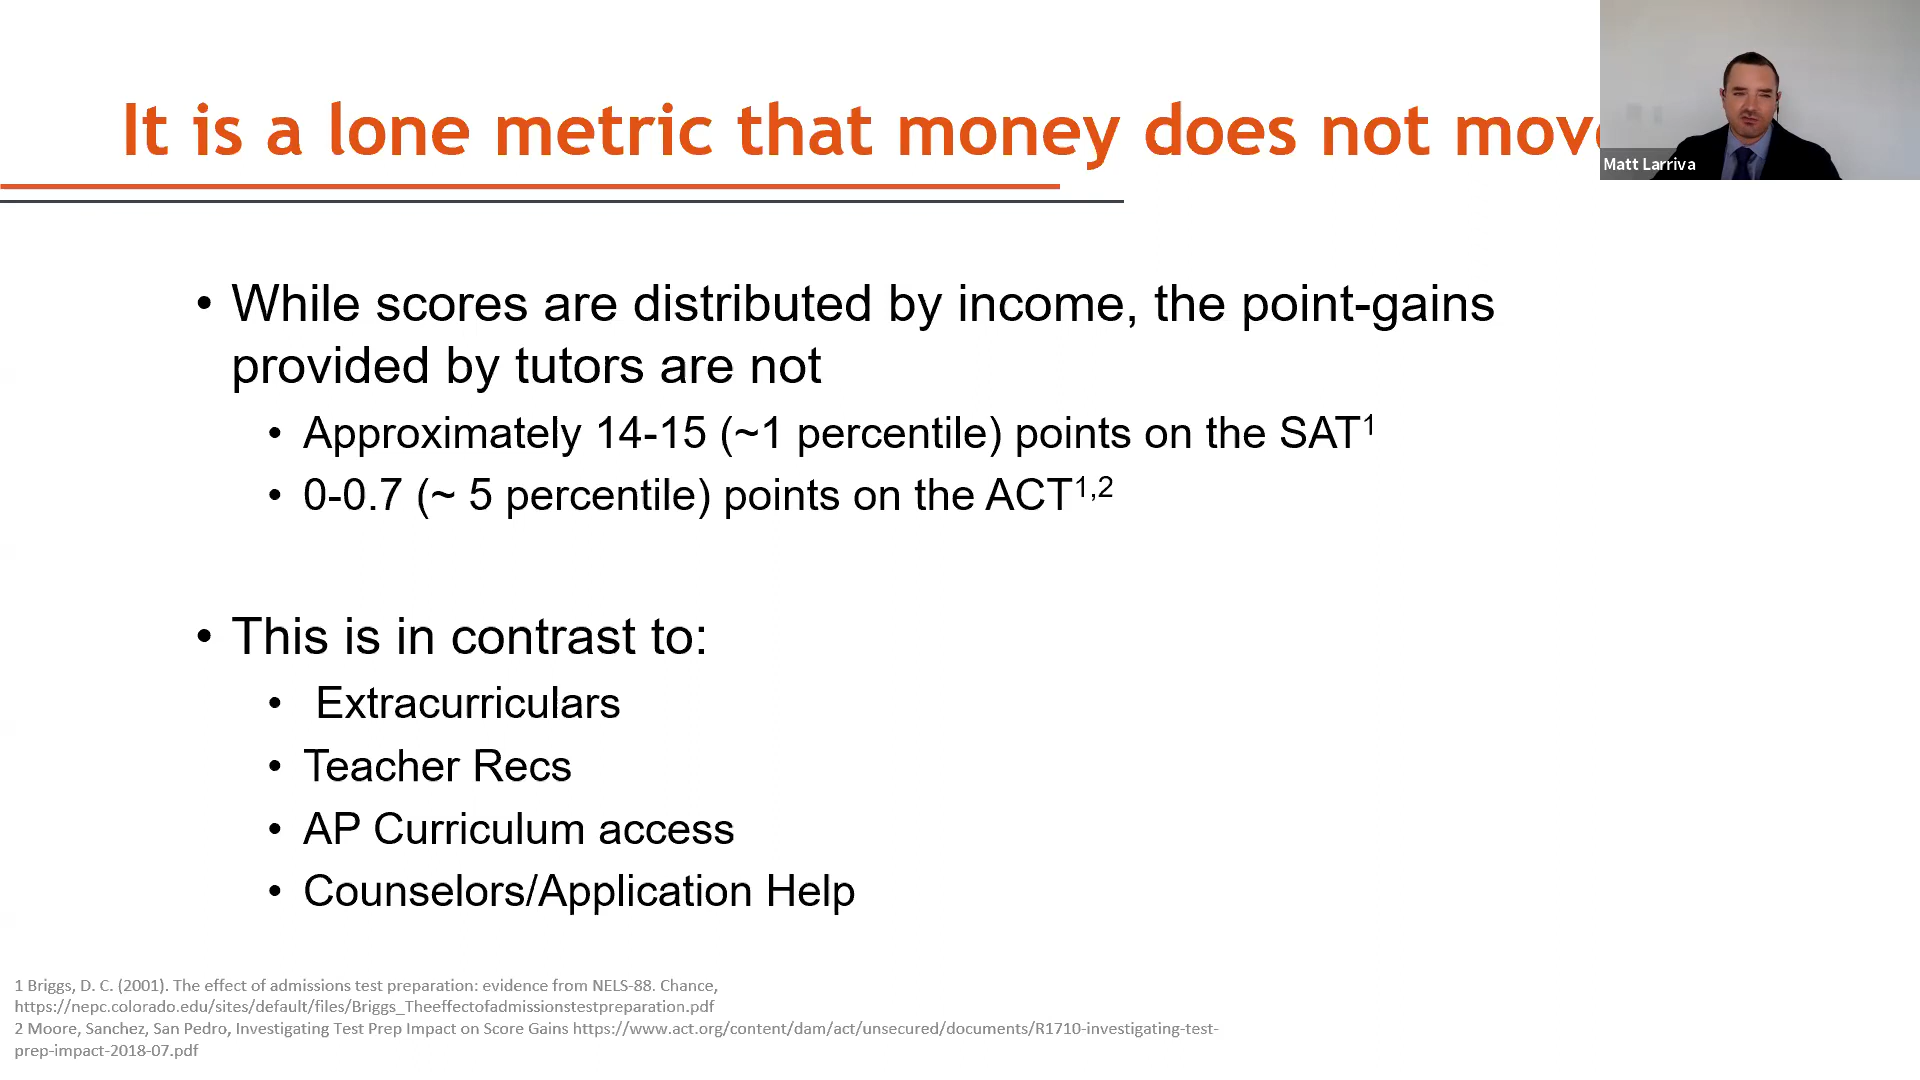 It is a lone metric that money does not move
Matt Larriva
• While scores are distributed by income, the point-gains
provided by tutors are not
• Approximately 14-15 (~1 percentile) points on the SAT¹
• 0-0.7 (~ 5 percentile) points on the ACT¹,²
• This is in contrast to:
• Extracurriculars
• Teacher Recs
• AP Curriculum access
• Counselors/Application Help
1 Briggs, D. C. (2001). The effect of admissions test preparation: evidence from NELS-88. Chance,
https://nepc.colorado.edu/sites/default/files/Briggs_Theeffectofadmissionstestpreparation.pdf
2 Moore, Sanchez, San Pedro, Investigating Test Prep Impact on Score Gains https://www.act.org/content/dam/act/unsecured/documents/R1710-investigating-test-
prep-impact-2018-07.pdf